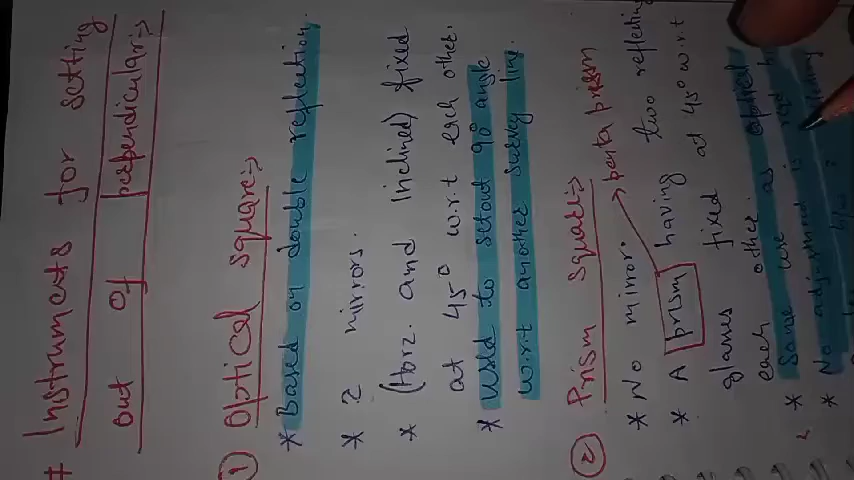 # Instruments for setting
out of perpendicular:→
① Optical square:→
* Based on double reflection.
* 2 mirrors.
* (Horz. and Inclined) fixed
at 45° w.r.t each other.
* Used to setout 90° angle
w.r.t another survey line.
② Prism square:→
* No mirror. → penta prism
* A prism having two reflecting
glasses fixed at 45° w.r.t
each other.
* Same use as optical
* No adjustment is req